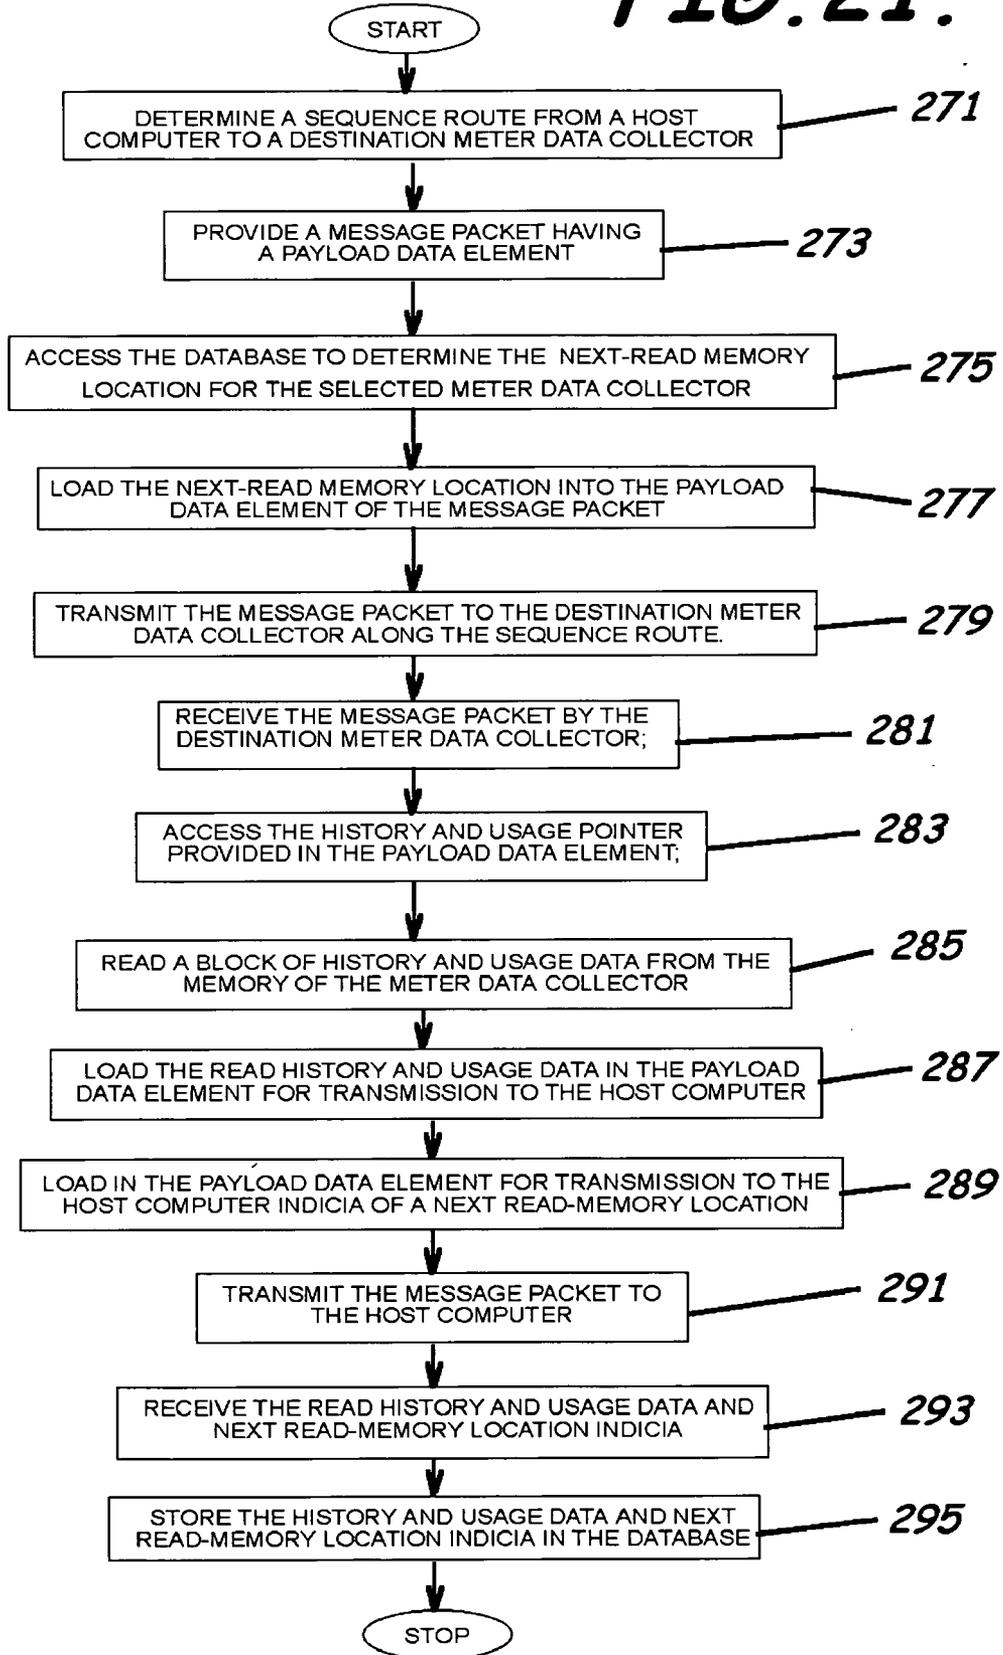 FIG. 21.
START
DETERMINE A SEQUENCE ROUTE FROM A HOST
COMPUTER TO A DESTINATION METER DATA COLLECTOR
271
PROVIDE A MESSAGE PACKET HAVING
A PAYLOAD DATA ELEMENT
273
ACCESS THE DATABASE TO DETERMINE THE NEXT-READ MEMORY
LOCATION FOR THE SELECTED METER DATA COLLECTOR
275
LOAD THE NEXT-READ MEMORY LOCATION INTO THE PAYLOAD
DATA ELEMENT OF THE MESSAGE PACKET
277
TRANSMIT THE MESSAGE PACKET TO THE DESTINATION METER
DATA COLLECTOR ALONG THE SEQUENCE ROUTE.
279
RECEIVE THE MESSAGE PACKET BY THE
DESTINATION METER DATA COLLECTOR;
281
ACCESS THE HISTORY AND USAGE POINTER
PROVIDED IN THE PAYLOAD DATA ELEMENT;
283
READ A BLOCK OF HISTORY AND USAGE DATA FROM THE
MEMORY OF THE METER DATA COLLECTOR
285
LOAD THE READ HISTORY AND USAGE DATA IN THE PAYLOAD
DATA ELEMENT FOR TRANSMISSION TO THE HOST COMPUTER
287
LOAD IN THE PAYLOAD DATA ELEMENT FOR TRANSMISSION TO THE
HOST COMPUTER INDICIA OF A NEXT READ-MEMORY LOCATION
289
TRANSMIT THE MESSAGE PACKET TO
THE HOST COMPUTER
291
RECEIVE THE READ HISTORY AND USAGE DATA AND
NEXT READ-MEMORY LOCATION INDICIA
293
STORE THE HISTORY AND USAGE DATA AND NEXT
READ-MEMORY LOCATION INDICIA IN THE DATABASE
295
STOP